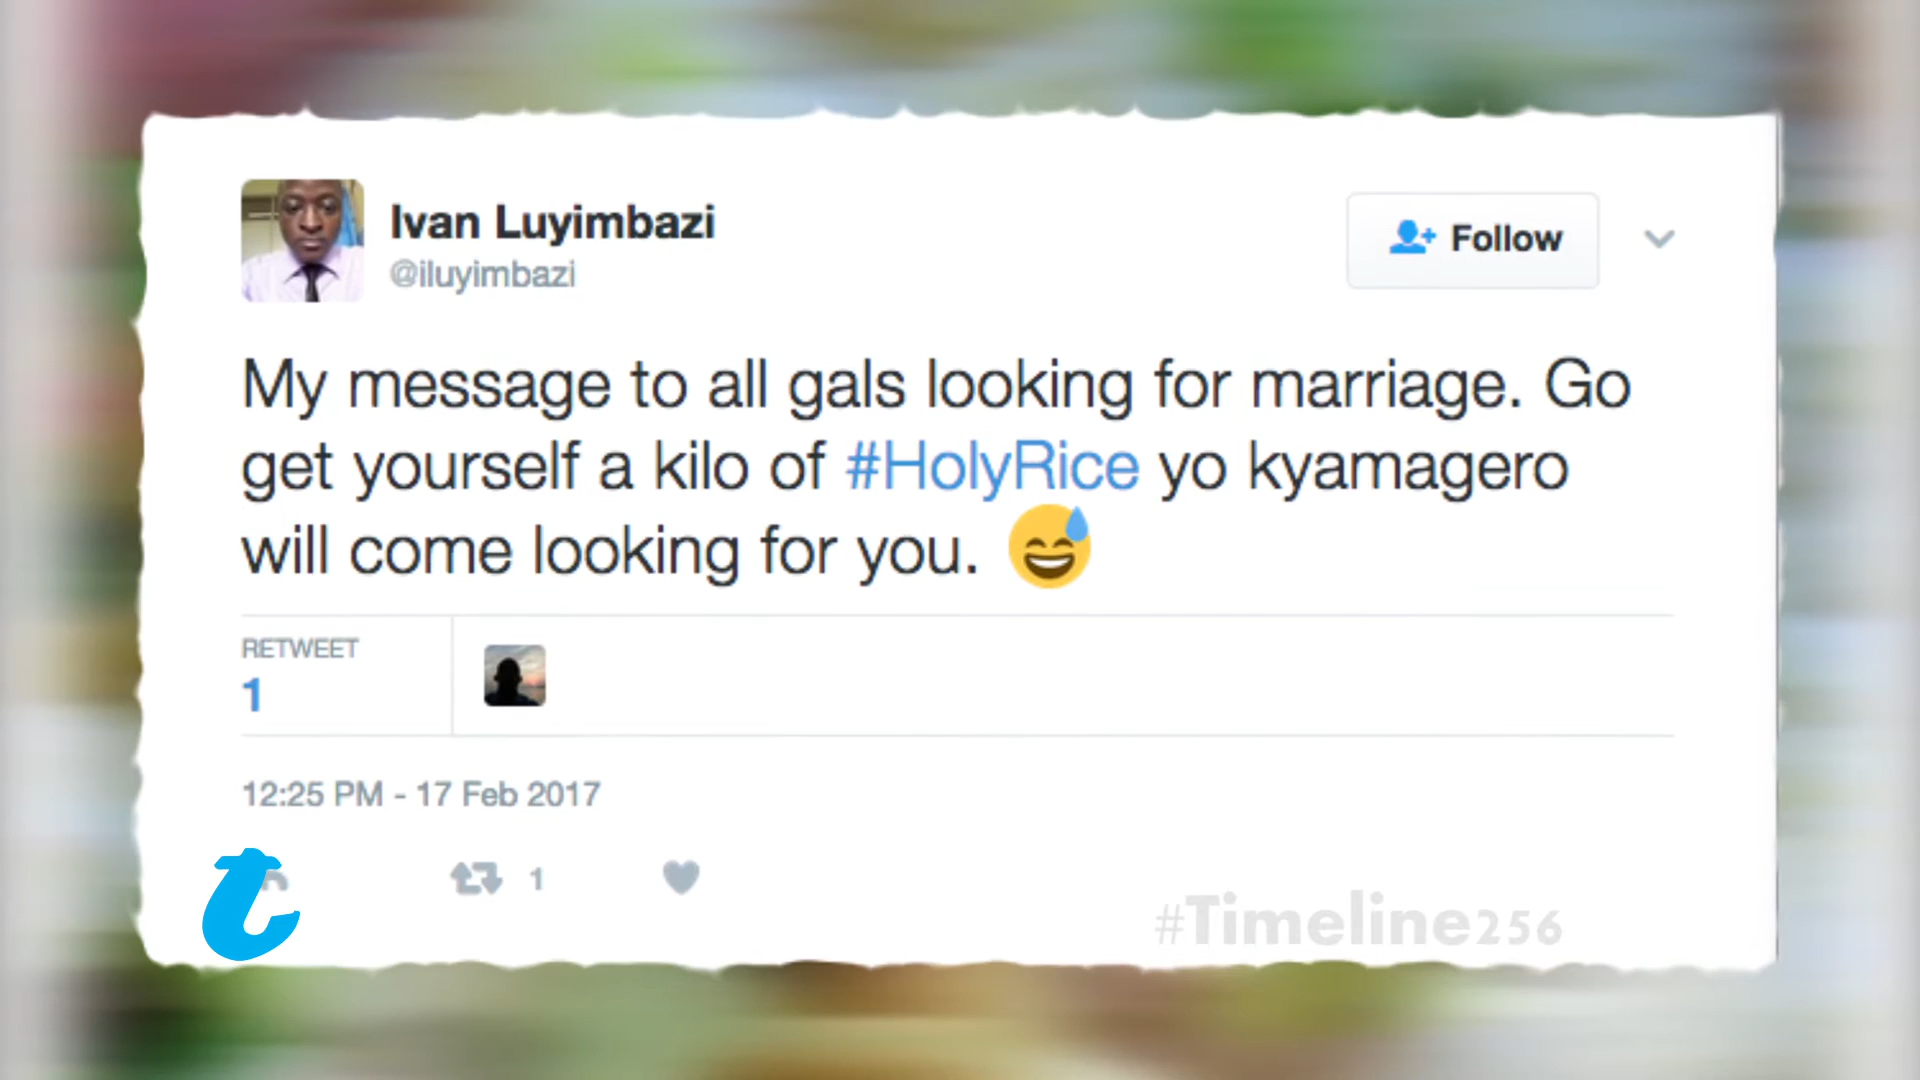 Ivan Luyimbazi
@iluyimbazi
Follow
My message to all gals looking for marriage. Go
get yourself a kilo of #HolyRice yo kyamagero
will come looking for you. 😅
RETWEET
1
12:25 PM - 17 Feb 2017
1
t
#Timeline256